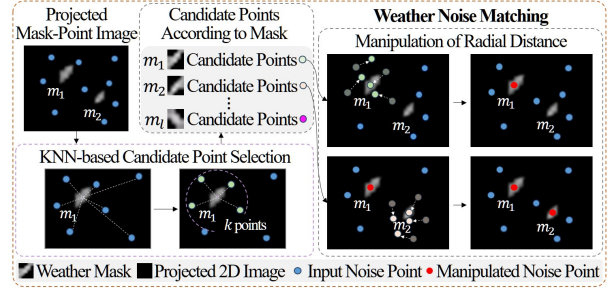 Projected
Mask-Point Image
m1
m2
Candidate Points
According to Mask
m1 Candidate Points
m2 Candidate Points
⋮
ml Candidate Points
KNN-based Candidate Point Selection
m1
m1
k points
Weather Noise Matching
Manipulation of Radial Distance
m1
m2
m1
m2
m1
m2
m1
m2
Weather Mask Projected 2D Image Input Noise Point Manipulated Noise Point